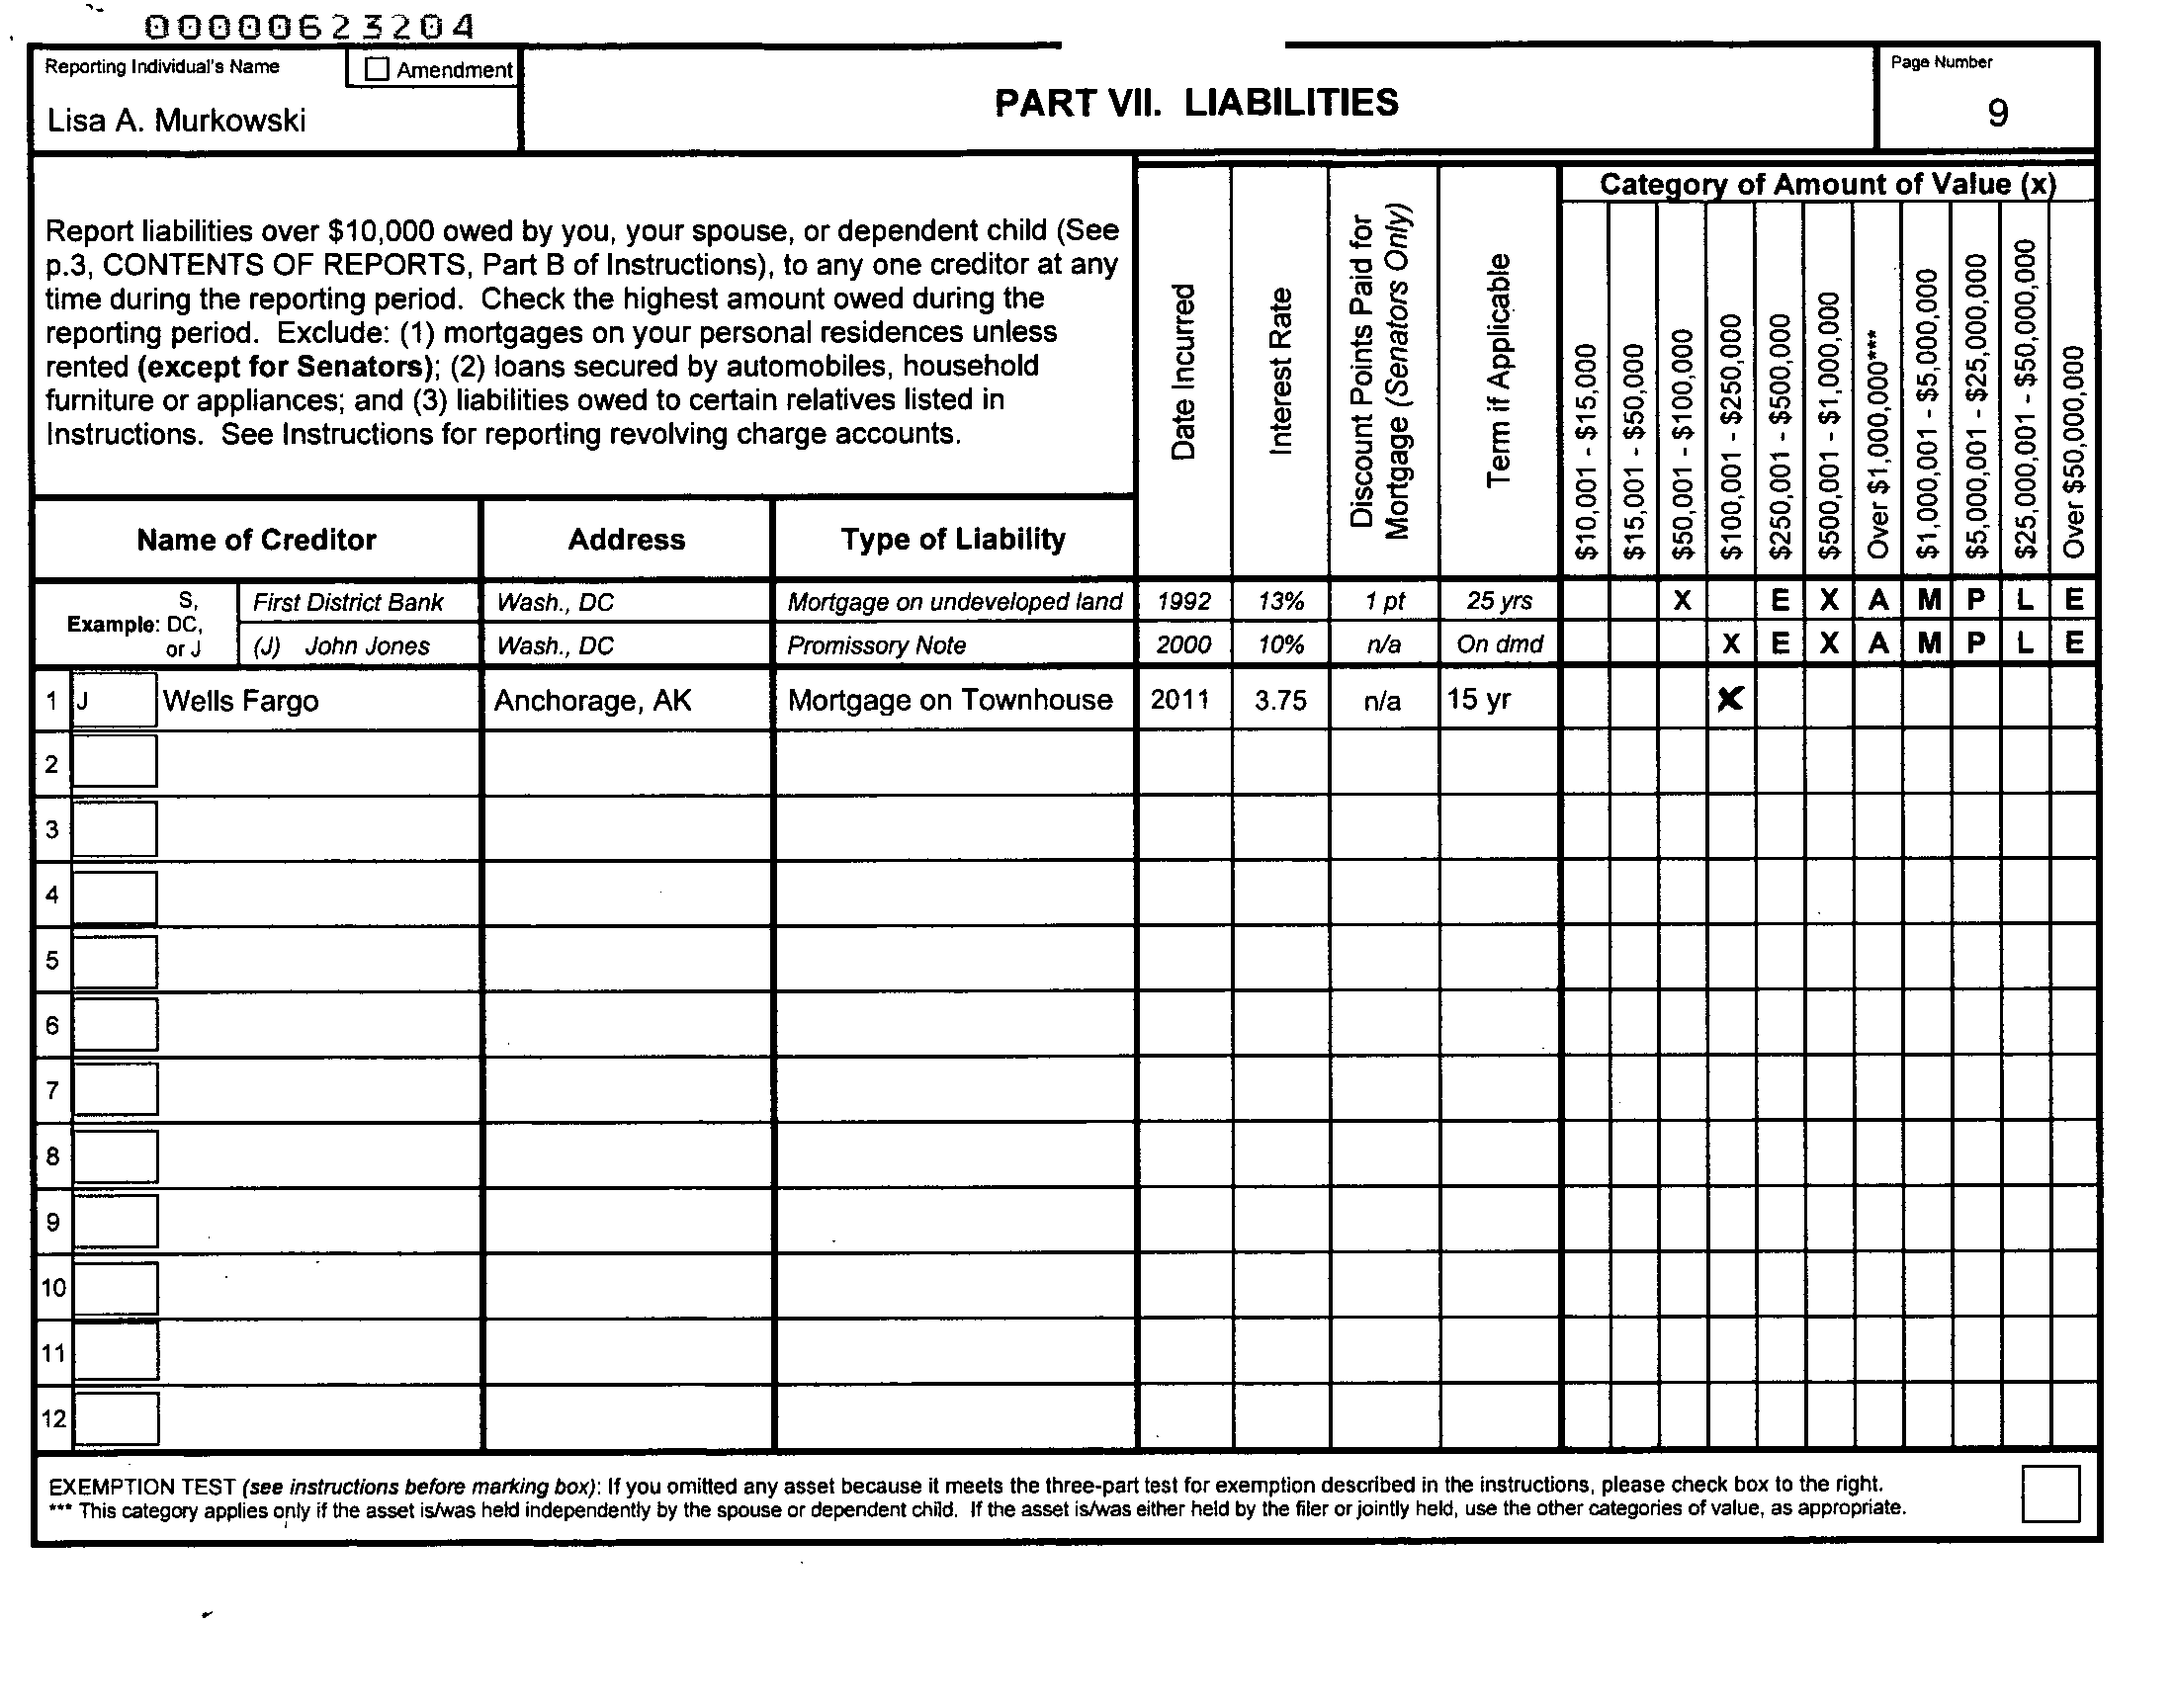 00000623204
Reporting Individual's Name
Amendment
Lisa A. Murkowski
PART VII. LIABILITIES
Page Number
9
Report liabilities over $10,000 owed by you, your spouse, or dependent child (See
p.3, CONTENTS OF REPORTS, Part B of Instructions), to any one creditor at any
time during the reporting period. Check the highest amount owed during the
reporting period. Exclude: (1) mortgages on your personal residences unless
rented (except for Senators); (2) loans secured by automobiles, household
furniture or appliances; and (3) liabilities owed to certain relatives listed in
Instructions. See Instructions for reporting revolving charge accounts.
Name of Creditor
Address
Type of Liability
Date Incurred
Interest Rate
Discount Points Paid for
Mortgage (Senators Only)
Term if Applicable
Category of Amount of Value (x)
$10,001 - $15,000
$15,001 - $50,000
$50,001 - $100,000
$100,001 - $250,000
$250,001 - $500,000
$500,001 - $1,000,000
Over $1,000,000***
$1,000,001 - $5,000,000
$5,000,001 - $25,000,000
$25,000,001 - $50,000,000
Over $50,000,000
Example:
S,
DC,
or J
First District Bank Wash., DC Mortgage on undeveloped land 1992 13% 1 pt 25 yrs X E X A M P L E
(J) John Jones Wash., DC Promissory Note 2000 10% n/a On dmd X E X A M P L E
1 J Wells Fargo Anchorage, AK Mortgage on Townhouse 2011 3.75 n/a 15 yr X
2
3
4
5
6
7
8
9
10
11
12
EXEMPTION TEST (see instructions before marking box): If you omitted any asset because it meets the three-part test for exemption described in the instructions, please check box to the right.
*** This category applies only if the asset is/was held independently by the spouse or dependent child. If the asset is/was either held by the filer or jointly held, use the other categories of value, as appropriate.